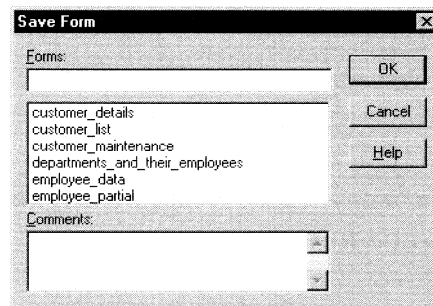 Save Form
Forms:
OK
customer_details
customer_list
customer_maintenance
departments_and_their_employees
employee_data
employee_partial
Cancel
Help
Comments: